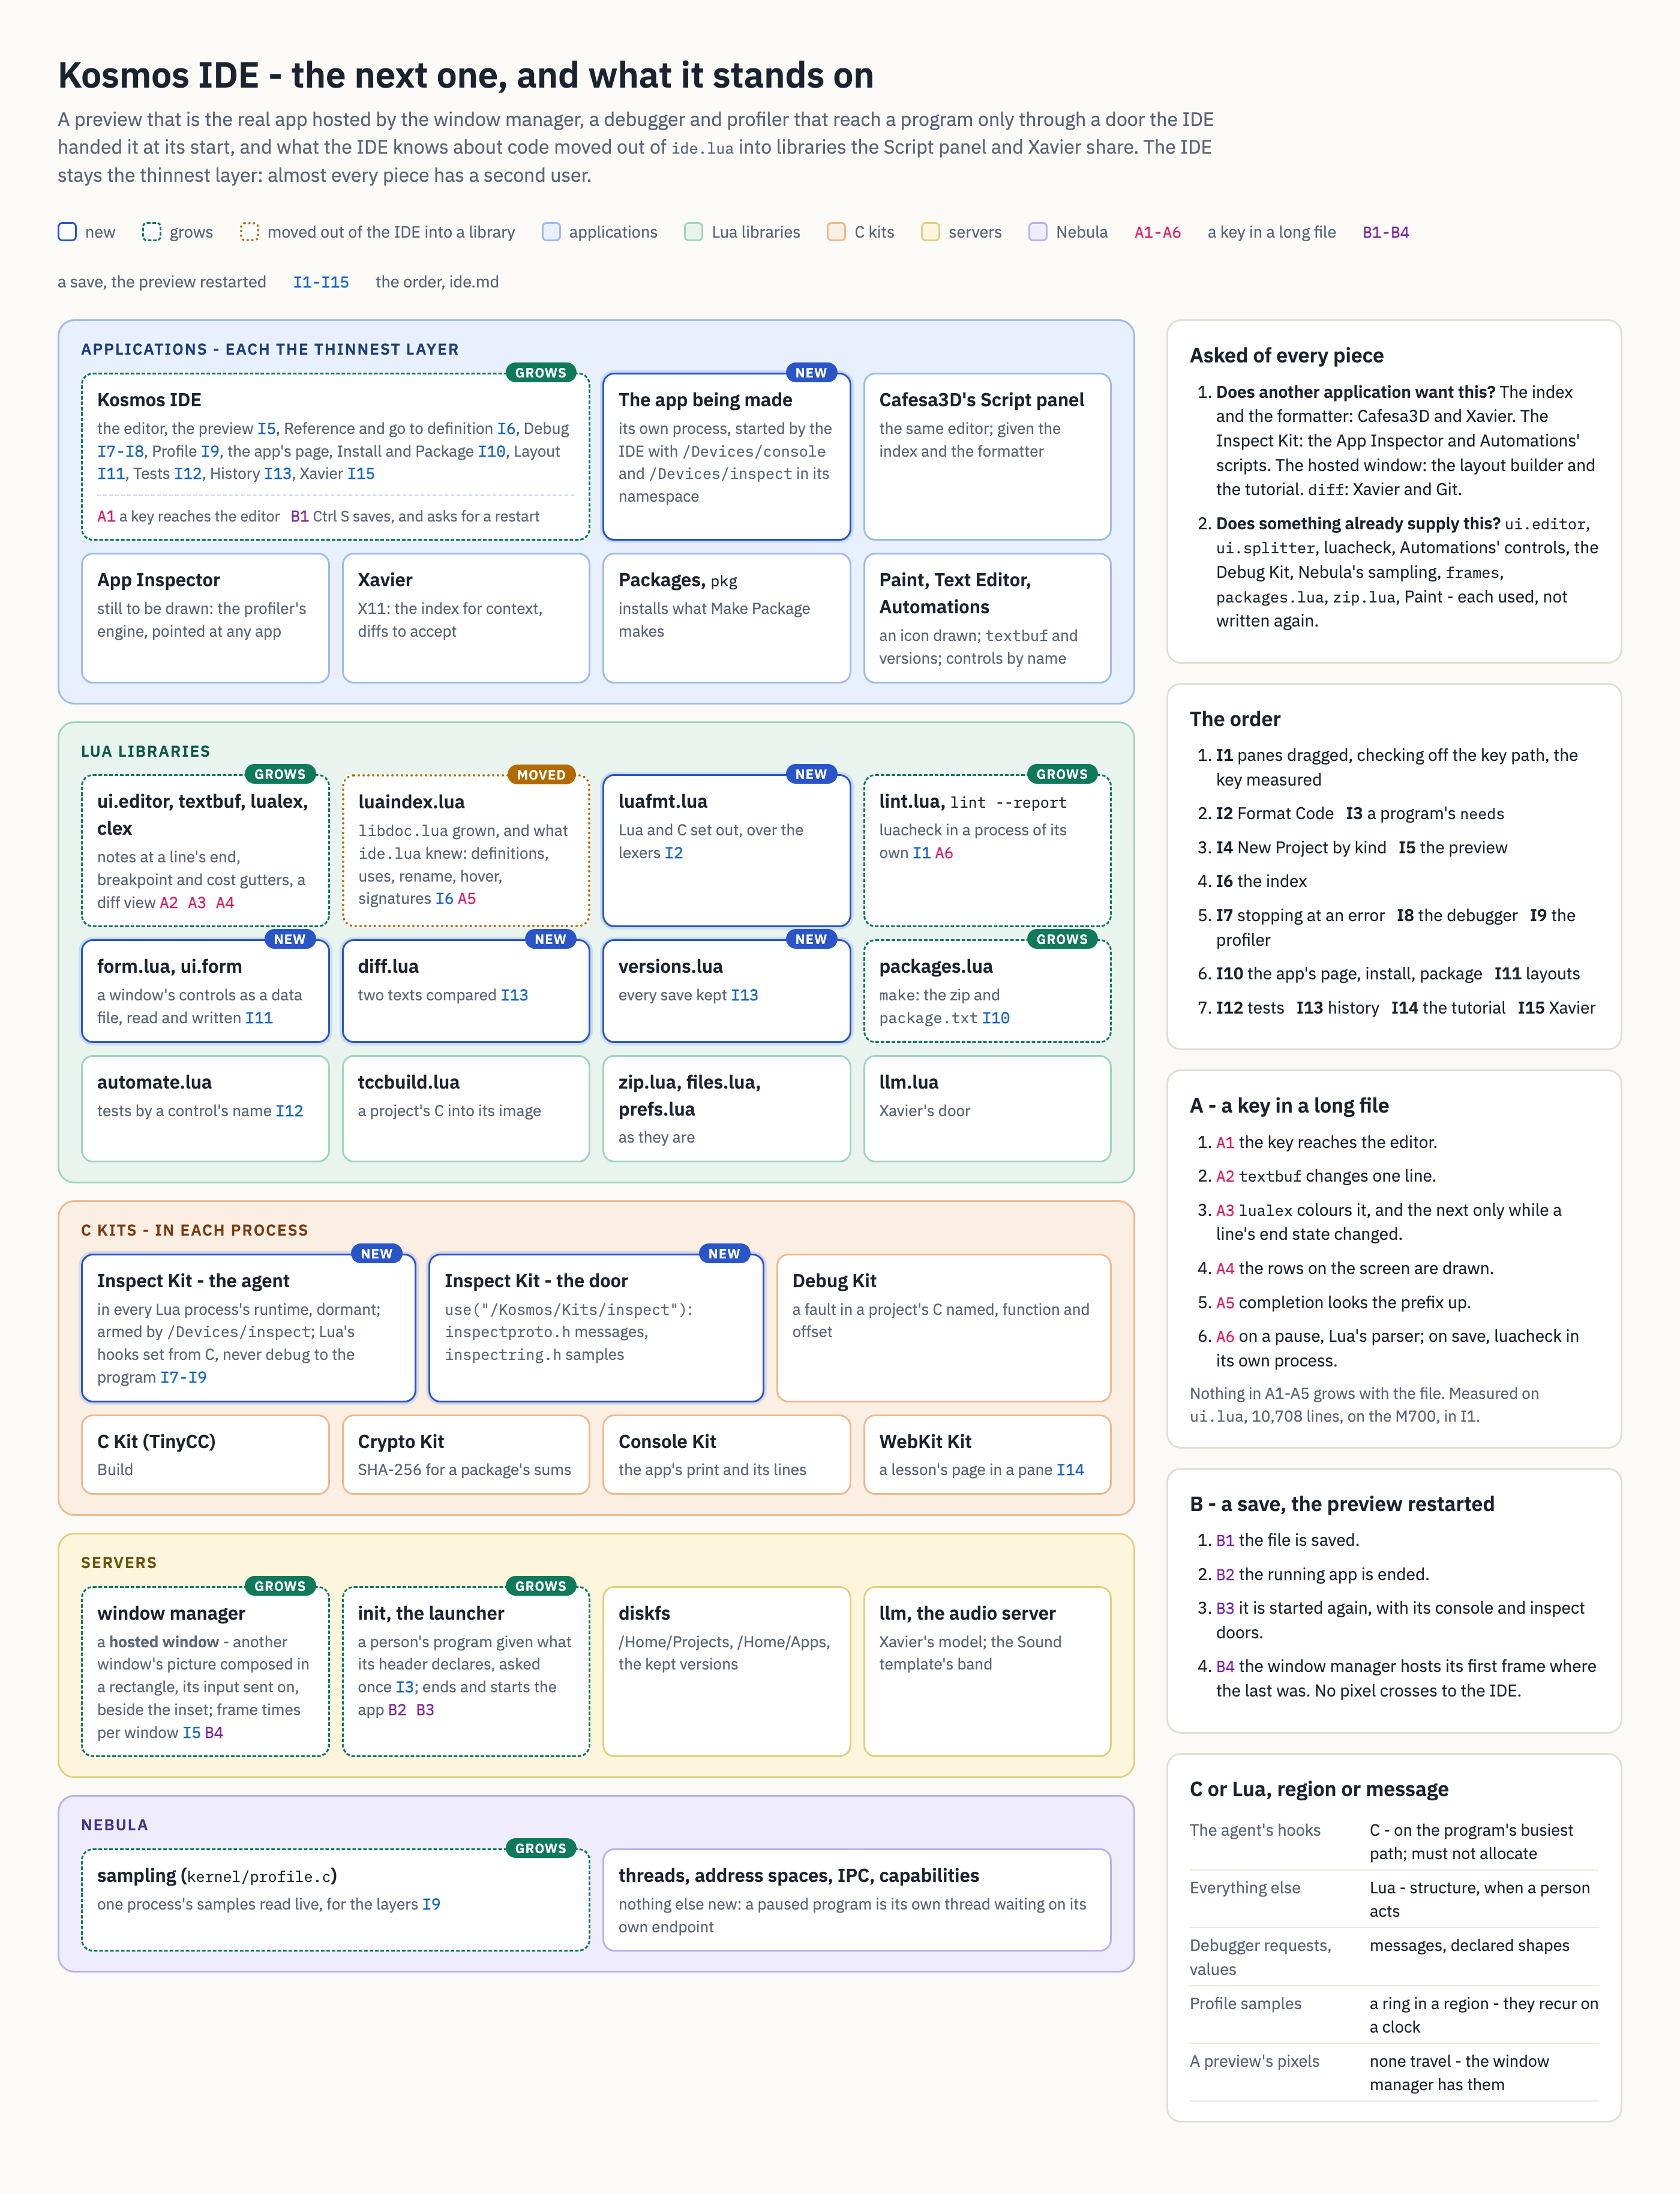 Kosmos IDE - the next one, and what it stands on
A preview that is the real app hosted by the window manager, a debugger and profiler that reach a program only through a door the IDE
handed it at its start, and what the IDE knows about code moved out of ide.lua into libraries the Script panel and Xavier share. The IDE
stays the thinnest layer: almost every piece has a second user.
new grows moved out of the IDE into a library applications Lua libraries C kits servers Nebula A1-A6 a key in a long file B1-B4
a save, the preview restarted I1-I15 the order, ide.md
APPLICATIONS - EACH THE THINNEST LAYER
GROWS
Kosmos IDE
the editor, the preview I5, Reference and go to definition I6, Debug
I7-I8, Profile I9, the app's page, Install and Package I10, Layout
I11, Tests I12, History I13, Xavier I15
A1 a key reaches the editor B1 Ctrl S saves, and asks for a restart
NEW
The app being made
its own process, started by the
IDE with /Devices/console
and /Devices/inspect in its
namespace
Cafesa3D's Script panel
the same editor; given the
index and the formatter
App Inspector
still to be drawn: the profiler's
engine, pointed at any app
Xavier
X11: the index for context,
diffs to accept
Packages, pkg
installs what Make Package
makes
Paint, Text Editor,
Automations
an icon drawn; textbuf and
versions; controls by name
LUA LIBRARIES
GROWS
ui.editor, textbuf, lualex,
clex
notes at a line's end,
breakpoint and cost gutters, a
diff view A2 A3 A4
MOVED
luaindex.lua
libdoc.lua grown, and what
ide.lua knew: definitions,
uses, rename, hover,
signatures I6 A5
NEW
luafmt.lua
Lua and C set out, over the
lexers I2
GROWS
lint.lua, lint --report
luacheck in a process of its
own I1 A6
NEW
form.lua, ui.form
a window's controls as a data
file, read and written I11
NEW
diff.lua
two texts compared I13
NEW
versions.lua
every save kept I13
GROWS
packages.lua
make: the zip and
package.txt I10
automate.lua
tests by a control's name I12
tccbuild.lua
a project's C into its image
zip.lua, files.lua,
prefs.lua
as they are
llm.lua
Xavier's door
C KITS - IN EACH PROCESS
NEW
Inspect Kit - the agent
in every Lua process's runtime, dormant;
armed by /Devices/inspect; Lua's
hooks set from C, never debug to the
program I7-I9
NEW
Inspect Kit - the door
use("/Kosmos/Kits/inspect"):
inspectproto.h messages,
inspectring.h samples
Debug Kit
a fault in a project's C named, function and
offset
C Kit (TinyCC)
Build
Crypto Kit
SHA-256 for a package's sums
Console Kit
the app's print and its lines
WebKit Kit
a lesson's page in a pane I14
SERVERS
GROWS
window manager
a hosted window - another
window's picture composed in
a rectangle, its input sent on,
beside the inset; frame times
per window I5 B4
GROWS
init, the launcher
a person's program given what
its header declares, asked
once I3; ends and starts the
app B2 B3
diskfs
/Home/Projects, /Home/Apps,
the kept versions
llm, the audio server
Xavier's model; the Sound
template's band
NEBULA
GROWS
sampling (kernel/profile.c)
one process's samples read live, for the layers I9
threads, address spaces, IPC, capabilities
nothing else new: a paused program is its own thread waiting on its
own endpoint
Asked of every piece
1. Does another application want this? The index
and the formatter: Cafesa3D and Xavier. The
Inspect Kit: the App Inspector and Automations'
scripts. The hosted window: the layout builder and
the tutorial. diff: Xavier and Git.
2. Does something already supply this? ui.editor,
ui.splitter, luacheck, Automations' controls, the
Debug Kit, Nebula's sampling, frames,
packages.lua, zip.lua, Paint - each used, not
written again.
The order
1. I1 panes dragged, checking off the key path, the
key measured
2. I2 Format Code I3 a program's needs
3. I4 New Project by kind I5 the preview
4. I6 the index
5. I7 stopping at an error I8 the debugger I9 the
profiler
6. I10 the app's page, install, package I11 layouts
7. I12 tests I13 history I14 the tutorial I15 Xavier
A - a key in a long file
1. A1 the key reaches the editor.
2. A2 textbuf changes one line.
3. A3 lualex colours it, and the next only while a
line's end state changed.
4. A4 the rows on the screen are drawn.
5. A5 completion looks the prefix up.
6. A6 on a pause, Lua's parser; on save, luacheck in
its own process.
Nothing in A1-A5 grows with the file. Measured on
ui.lua, 10,708 lines, on the M700, in I1.
B - a save, the preview restarted
1. B1 the file is saved.
2. B2 the running app is ended.
3. B3 it is started again, with its console and inspect
doors.
4. B4 the window manager hosts its first frame where
the last was. No pixel crosses to the IDE.
C or Lua, region or message
The agent's hooks C - on the program's busiest
path; must not allocate
Everything else Lua - structure, when a person
acts
Debugger requests, messages, declared shapes
values
Profile samples a ring in a region - they recur on
a clock
A preview's pixels none travel - the window
manager has them